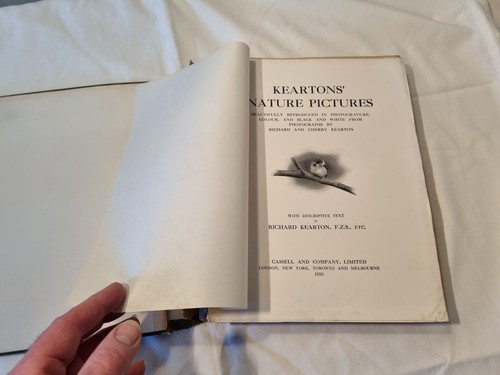 KEARTONS'
NATURE PICTURES
BEAUTIFULLY REPRODUCED IN PHOTOGRAVURE,
COLOUR, AND BLACK AND WHITE FROM
PHOTOGRAPHS BY
RICHARD AND CHERRY KEARTON
WITH DESCRIPTIVE TEXT
BY
RICHARD KEARTON, F.Z.S., ETC.
CASSELL AND COMPANY, LIMITED
LONDON, NEW YORK, TORONTO AND MELBOURNE